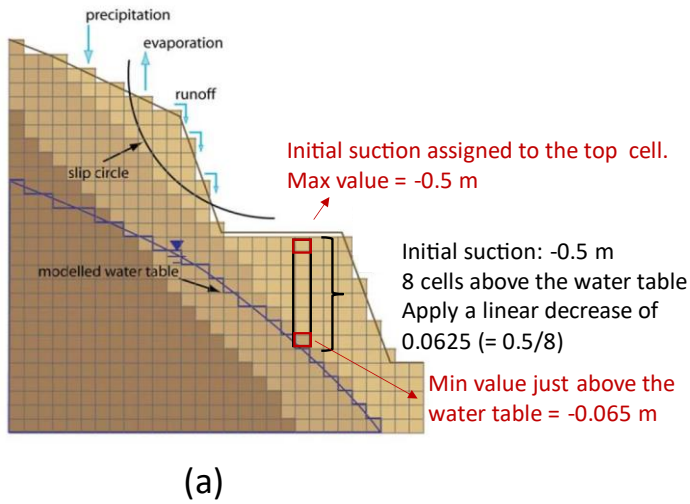 precipitation
evaporation
runoff
slip circle
modelled water table
Initial suction assigned to the top cell.
Max value = -0.5 m
Initial suction: -0.5 m
8 cells above the water table
Apply a linear decrease of
0.0625 (= 0.5/8)
Min value just above the
water table = -0.065 m
(a)